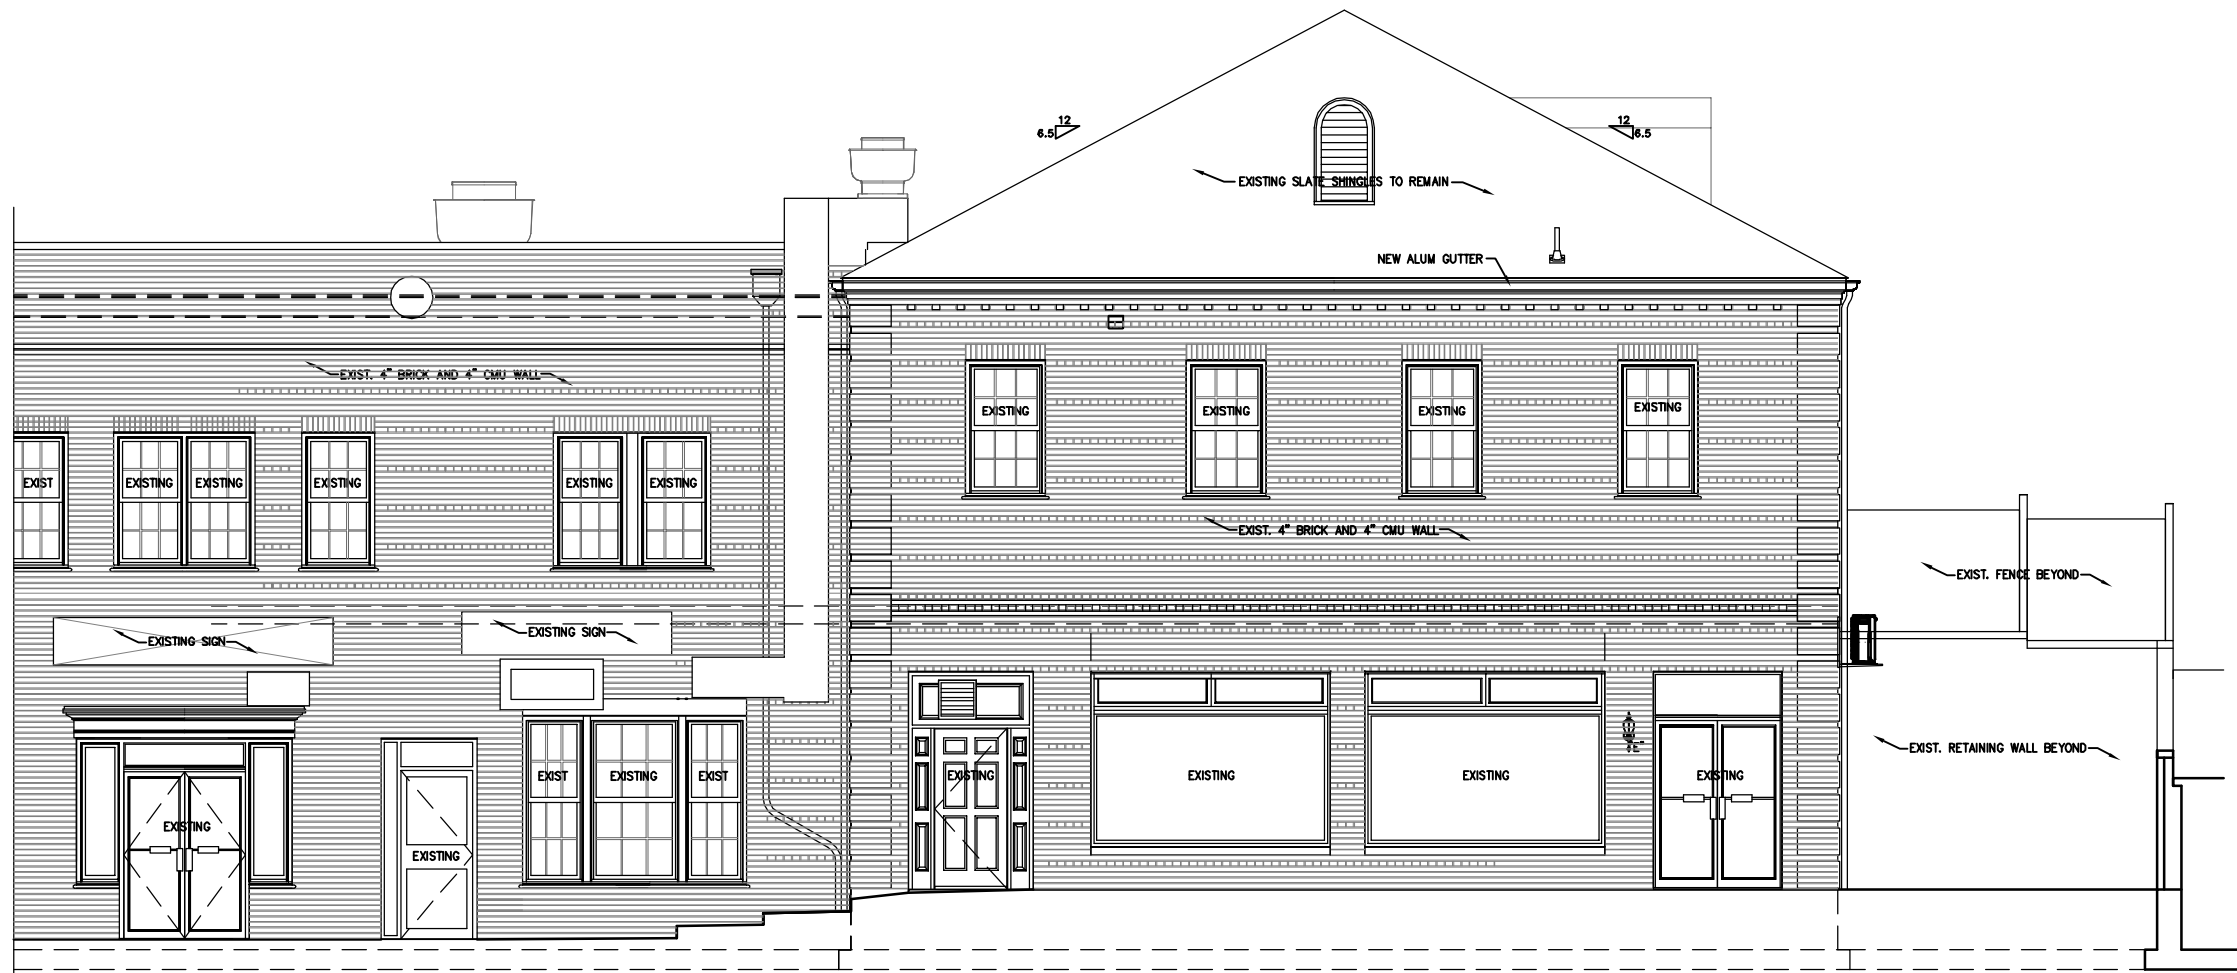 12
6.5
12
6.5
EXISTING SLATE SHINGLES TO REMAIN
NEW ALUM GUTTER
EXIST. 4" BRICK AND 4" CMU WALL
EXISTING
EXISTING
EXISTING
EXISTING
EXIST
EXISTING
EXISTING
EXISTING
EXISTING
EXISTING
EXIST. 4" BRICK AND 4" CMU WALL
EXIST. FENCE BEYOND
EXISTING SIGN
EXISTING SIGN
EXIST. RETAINING WALL BEYOND
EXIST
EXISTING
EXIST
EXISTING
EXISTING
EXISTING
EXISTING
EXISTING
EXISTING